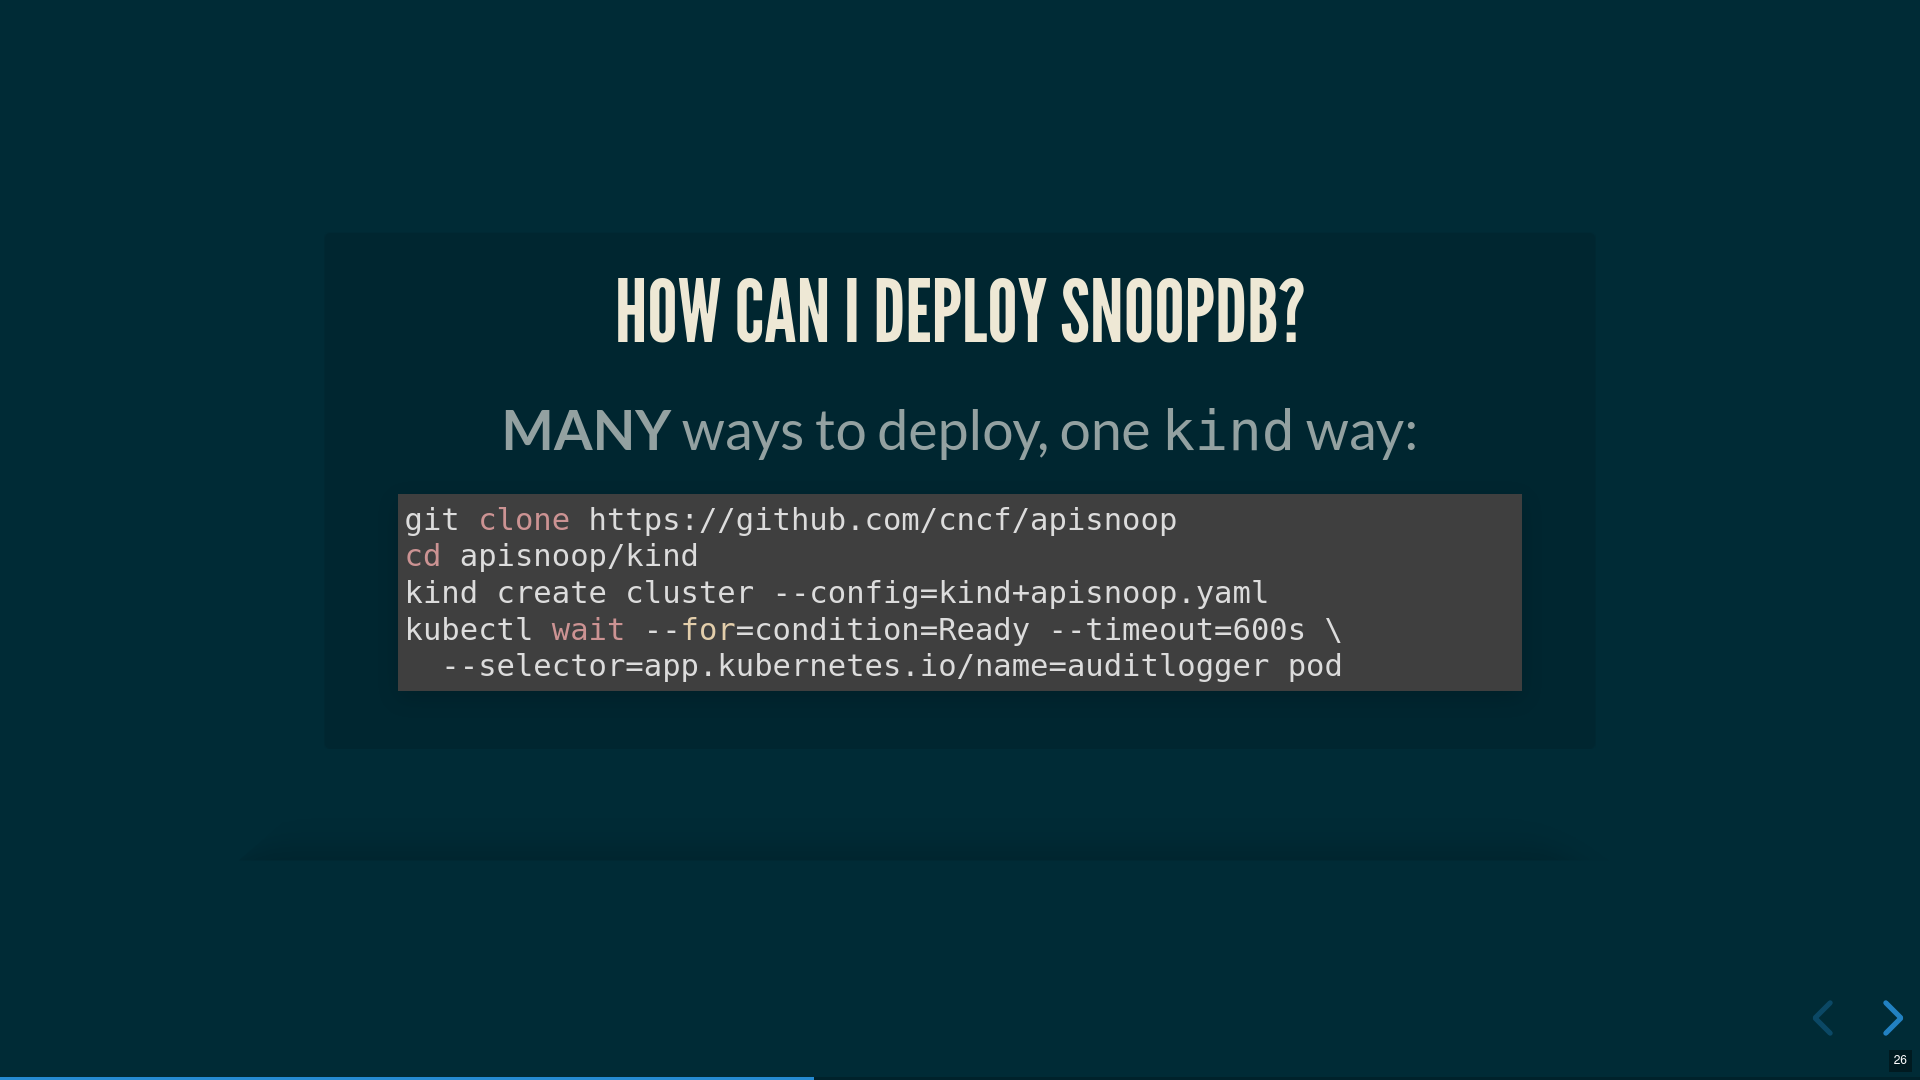 HOW CAN I DEPLOY SNOOPDB?
MANY ways to deploy, one kind way:
git clone https://github.com/cncf/apisnoop
cd apisnoop/kind
kind create cluster --config=kind+apisnoop.yaml
kubectl wait --for=condition=Ready --timeout=600s \
  --selector=app.kubernetes.io/name=auditlogger pod
26